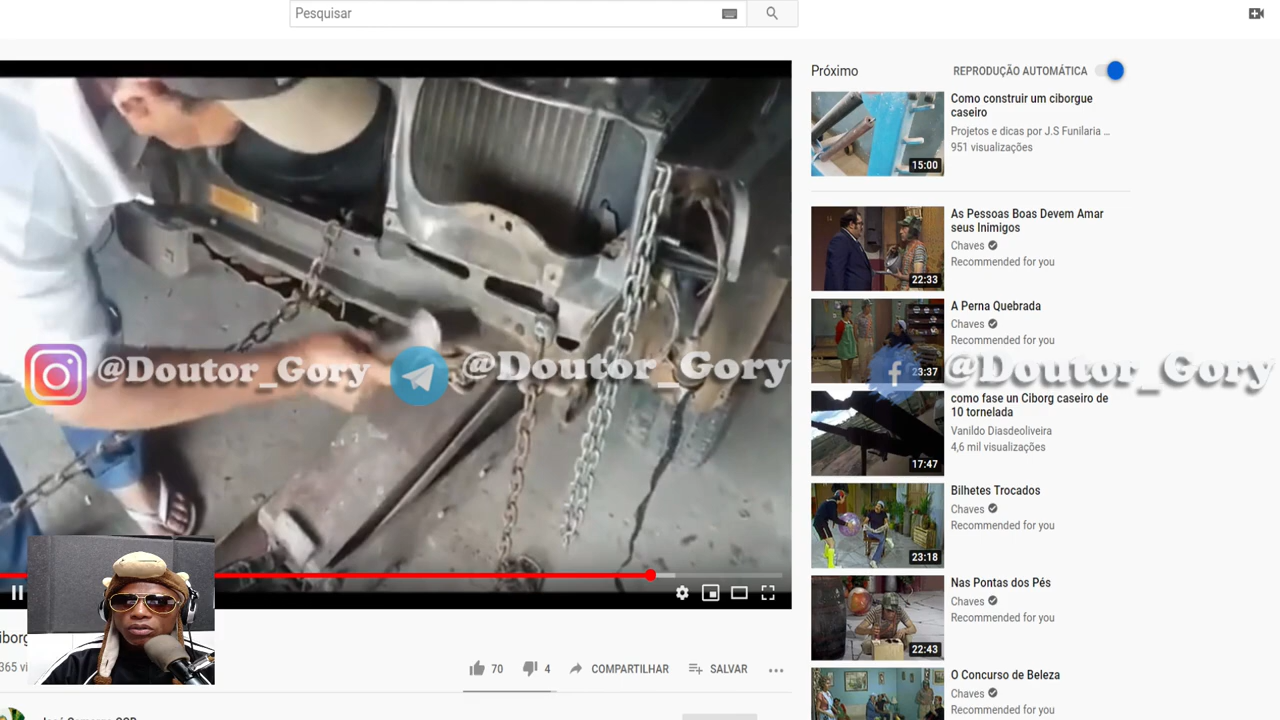 Pesquisar
Próximo
REPRODUÇÃO AUTOMÁTICA
Como construir um ciborgue
caseiro
Projetos e dicas por J.S Funilaria ...
951 visualizações
15:00
As Pessoas Boas Devem Amar
seus Inimigos
Chaves
Recommended for you
22:33
A Perna Quebrada
Chaves
Recommended for you
23:37
@Doutor_Gory
@Doutor_Gory
@Doutor_Gory
como fase un Ciborg caseiro de
10 tornelada
Vanildo Diasdeoliveira
4,6 mil visualizações
17:47
Bilhetes Trocados
Chaves
Recommended for you
23:18
Nas Pontas dos Pés
Chaves
Recommended for you
22:43
O Concurso de Beleza
Chaves
Recommended for you
365 vi
70
4
COMPARTILHAR
SALVAR